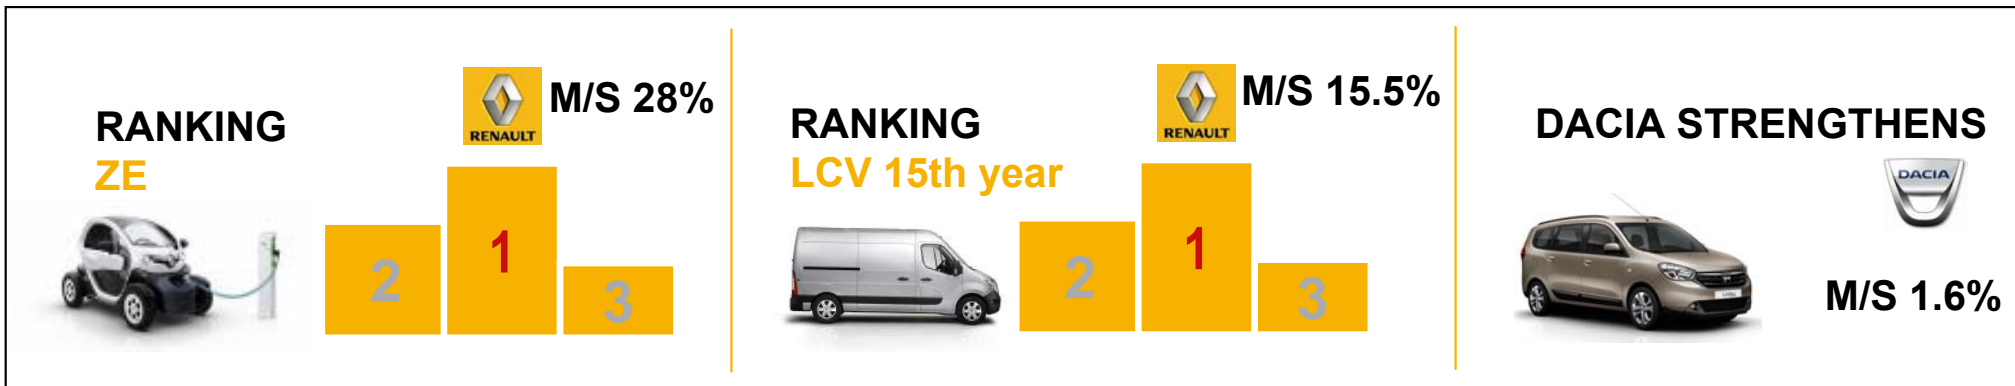 RANKING
ZE
RENAULT
M/S 28%
2
1
3
RANKING
LCV 15th year
RENAULT
M/S 15.5%
2
1
3
DACIA STRENGTHENS
DACIA
M/S 1.6%